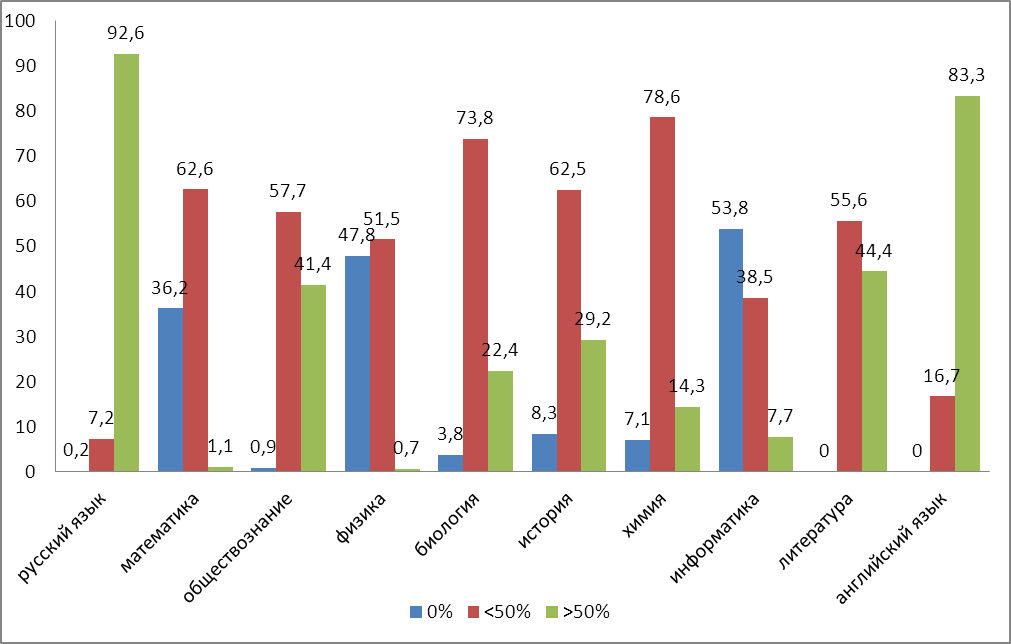 100
90
80
70
60
50
40
30
20
10
0
0,2 7,2 92,6
36,2 62,6 1,1
0,9 57,7 41,4
47,8 51,5 0,7
3,8 73,8 22,4
8,3 62,5 29,2
7,1 78,6 14,3
53,8 38,5 7,7
0 55,6 44,4
0 16,7 83,3
русский язык
математика
обществознание
физика
биология
история
химия
информатика
литература
английский язык
0% <50% >50%